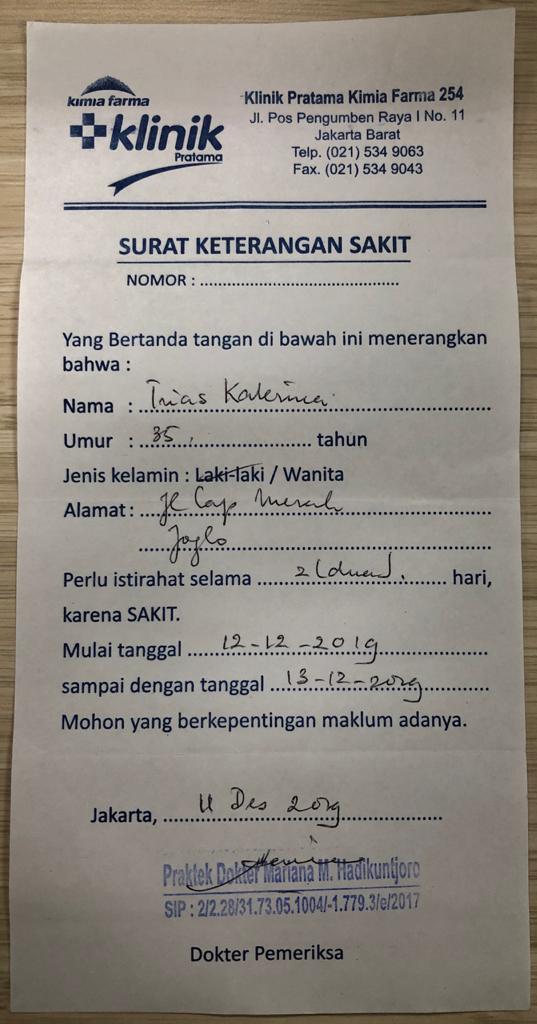 kimia farma
klinik
Pratama
Klinik Pratama Kimia Farma 254
Jl. Pos Pengumben Raya I No. 11
Jakarta Barat
Telp. (021) 534 9063
Fax. (021) 534 9043
SURAT KETERANGAN SAKIT
NOMOR : ................................................
Yang Bertanda tangan di bawah ini menerangkan
bahwa :
Nama : Trias Katerina
Umur : 35 tahun
Jenis kelamin : Laki-laki / Wanita
Alamat : Jl Cap Merah
Joglo
Perlu istirahat selama 2 (dua) hari,
karena SAKIT.
Mulai tanggal 12-12-2019
sampai dengan tanggal 13-12-2019
Mohon yang berkepentingan maklum adanya.
Jakarta, 11 Des 2019
Praktek Dokter Mariana M. Hadikuntjoro
SIP : 2/2.28/31.73.05.1004/-1.779.3/e/2017
Dokter Pemeriksa